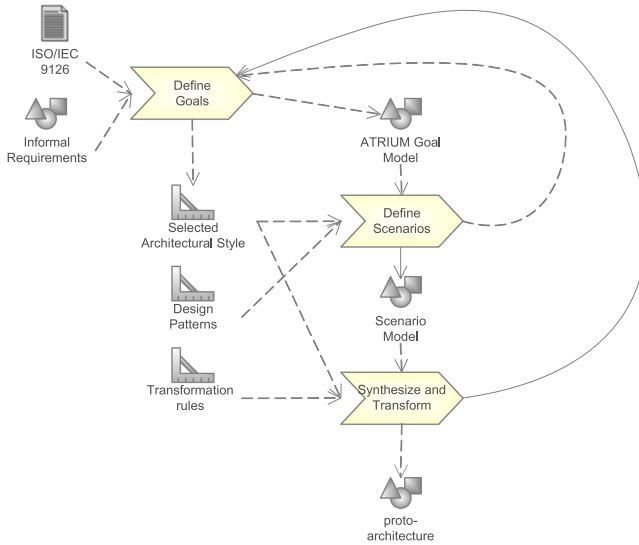 ISO/IEC
9126
Define
Goals
Informal
Requirements
ATRIUM Goal
Model
Selected
Architectural Style
Define
Scenarios
Design
Patterns
Scenario
Model
Transformation
rules
Synthesize and
Transform
proto-
architecture